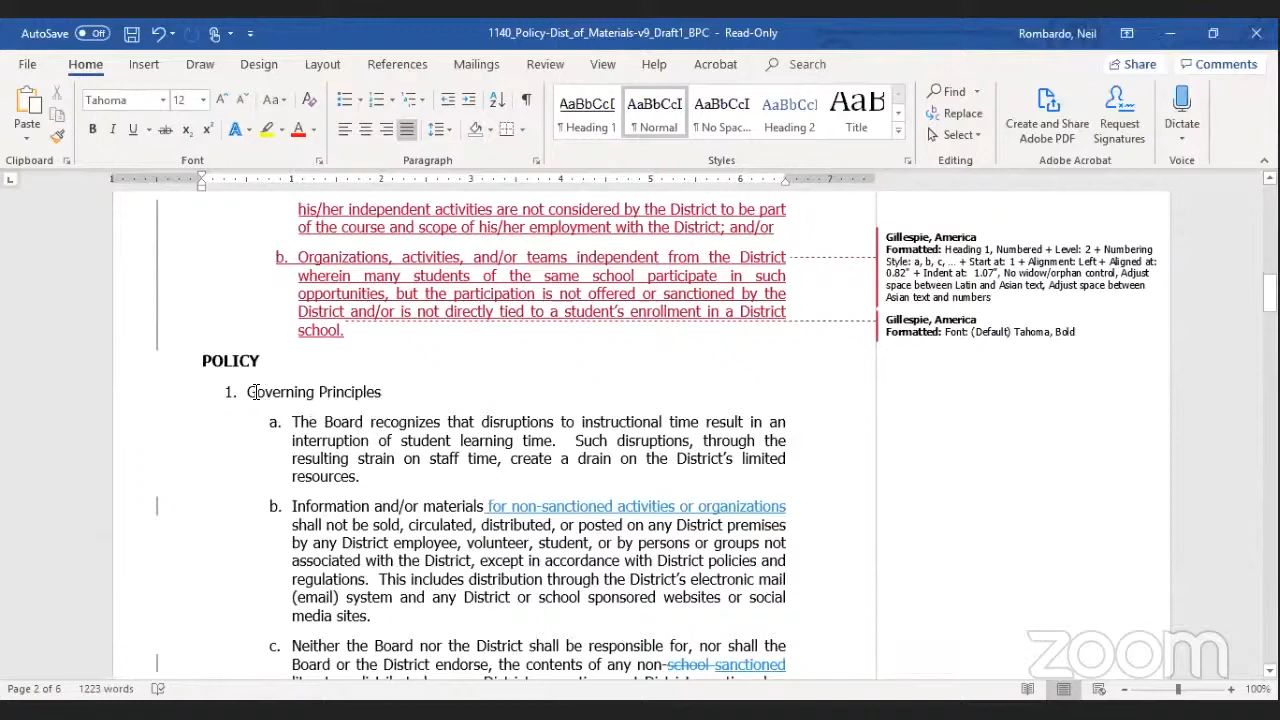 AutoSave Off 1140_Policy-Dist_of_Materials-v9_Draft1_BPC - Read-Only Rombardo, Neil
File Home Insert Draw Design Layout References Mailings Review View Help Acrobat Search Share Comments
Tahoma 12 Aa AaBbCcI AaBbCcI AaBbCcI AaBbCcI AaB Find
Paste B I U ab x₂ x² A A ¶ Heading 1 ¶ Normal ¶ No Spac... Heading 2 Title Replace Create and Share Request Dictate
Select Adobe PDF Signatures
Clipboard Font Paragraph Styles Editing Adobe Acrobat Voice
1 1 2 3 4 5 6 7
his/her independent activities are not considered by the District to be part
of the course and scope of his/her employment with the District; and/or
b. Organizations, activities, and/or teams independent from the District
wherein many students of the same school participate in such
opportunities, but the participation is not offered or sanctioned by the
District and/or is not directly tied to a student's enrollment in a District
school.
Gillespie, America
Formatted: Heading 1, Numbered + Level: 2 + Numbering
Style: a, b, c, ... + Start at: 1 + Alignment: Left + Aligned at:
0.82" + Indent at: 1.07", No widow/orphan control, Adjust
space between Latin and Asian text, Adjust space between
Asian text and numbers
Gillespie, America
Formatted: Font: (Default) Tahoma, Bold
POLICY
1. Governing Principles
a. The Board recognizes that disruptions to instructional time result in an
interruption of student learning time. Such disruptions, through the
resulting strain on staff time, create a drain on the District's limited
resources.
b. Information and/or materials for non-sanctioned activities or organizations
shall not be sold, circulated, distributed, or posted on any District premises
by any District employee, volunteer, student, or by persons or groups not
associated with the District, except in accordance with District policies and
regulations. This includes distribution through the District's electronic mail
(email) system and any District or school sponsored websites or social
media sites.
c. Neither the Board nor the District shall be responsible for, nor shall the
Board or the District endorse, the contents of any non-school sanctioned
zoom
Page 2 of 6 1223 words 100%